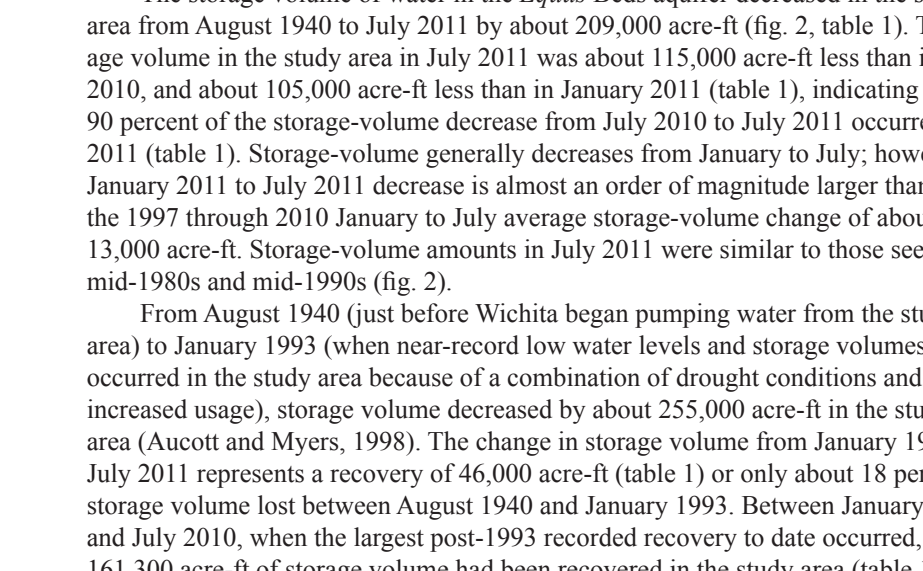 The storage volume of water in the Equus Beds aquifer decreased in the s
area from August 1940 to July 2011 by about 209,000 acre-ft (fig. 2, table 1). T
age volume in the study area in July 2011 was about 115,000 acre-ft less than i
2010, and about 105,000 acre-ft less than in January 2011 (table 1), indicating
90 percent of the storage-volume decrease from July 2010 to July 2011 occurre
2011 (table 1). Storage-volume generally decreases from January to July; howe
January 2011 to July 2011 decrease is almost an order of magnitude larger than
the 1997 through 2010 January to July average storage-volume change of abou
13,000 acre-ft. Storage-volume amounts in July 2011 were similar to those see
mid-1980s and mid-1990s (fig. 2).
From August 1940 (just before Wichita began pumping water from the stu
area) to January 1993 (when near-record low water levels and storage volumes
occurred in the study area because of a combination of drought conditions and
increased usage), storage volume decreased by about 255,000 acre-ft in the stu
area (Aucott and Myers, 1998). The change in storage volume from January 19
July 2011 represents a recovery of 46,000 acre-ft (table 1) or only about 18 per
storage volume lost between August 1940 and January 1993. Between January
and July 2010, when the largest post-1993 recorded recovery to date occurred,
161,300 acre-ft of storage volume had been recovered in the study area (table